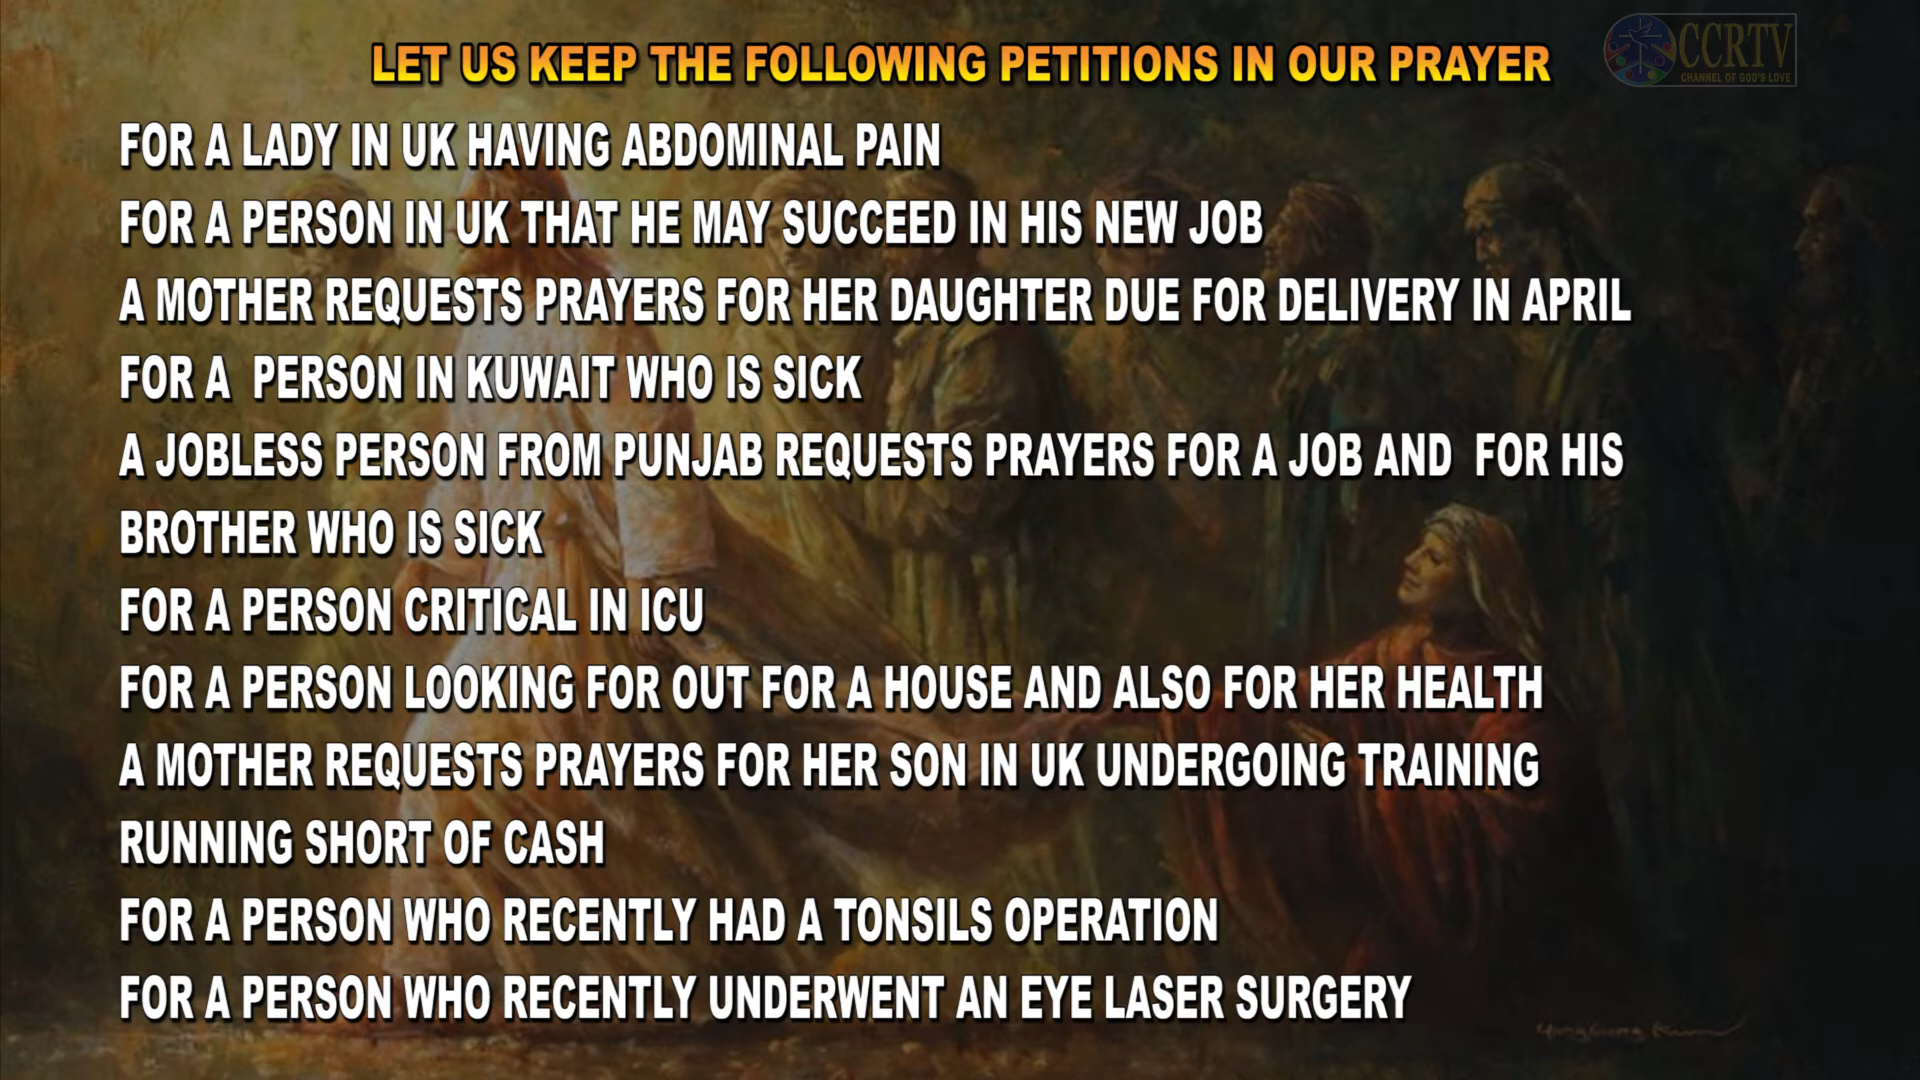 LET US KEEP THE FOLLOWING PETITIONS IN OUR PRAYER
CCRTV
CHANNEL OF GOD'S LOVE
FOR A LADY IN UK HAVING ABDOMINAL PAIN
FOR A PERSON IN UK THAT HE MAY SUCCEED IN HIS NEW JOB
A MOTHER REQUESTS PRAYERS FOR HER DAUGHTER DUE FOR DELIVERY IN APRIL
FOR A  PERSON IN KUWAIT WHO IS SICK
A JOBLESS PERSON FROM PUNJAB REQUESTS PRAYERS FOR A JOB AND  FOR HIS
BROTHER WHO IS SICK
FOR A PERSON CRITICAL IN ICU
FOR A PERSON LOOKING FOR OUT FOR A HOUSE AND ALSO FOR HER HEALTH
A MOTHER REQUESTS PRAYERS FOR HER SON IN UK UNDERGOING TRAINING
RUNNING SHORT OF CASH
FOR A PERSON WHO RECENTLY HAD A TONSILS OPERATION
FOR A PERSON WHO RECENTLY UNDERWENT AN EYE LASER SURGERY